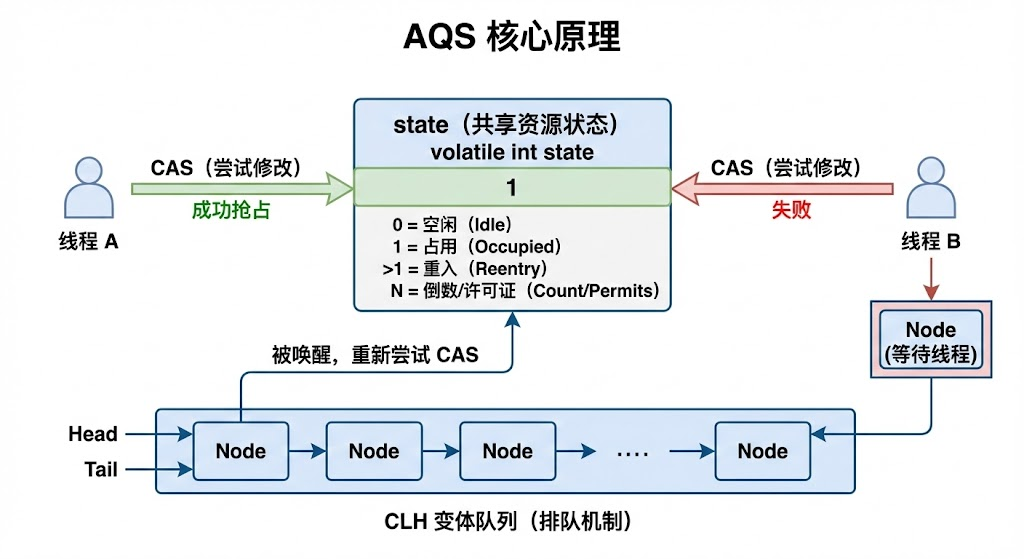 AQS 核心原理
state（共享资源状态）
volatile int state
1
0 = 空闲（Idle）
1 = 占用（Occupied）
>1 = 重入（Reentry）
N = 倒数/许可证（Count/Permits）
CAS（尝试修改）
成功抢占
线程 A
CAS（尝试修改）
失败
线程 B
Node
(等待线程)
被唤醒，重新尝试 CAS
Head
Tail
Node
Node
Node
....
Node
CLH 变体队列（排队机制）